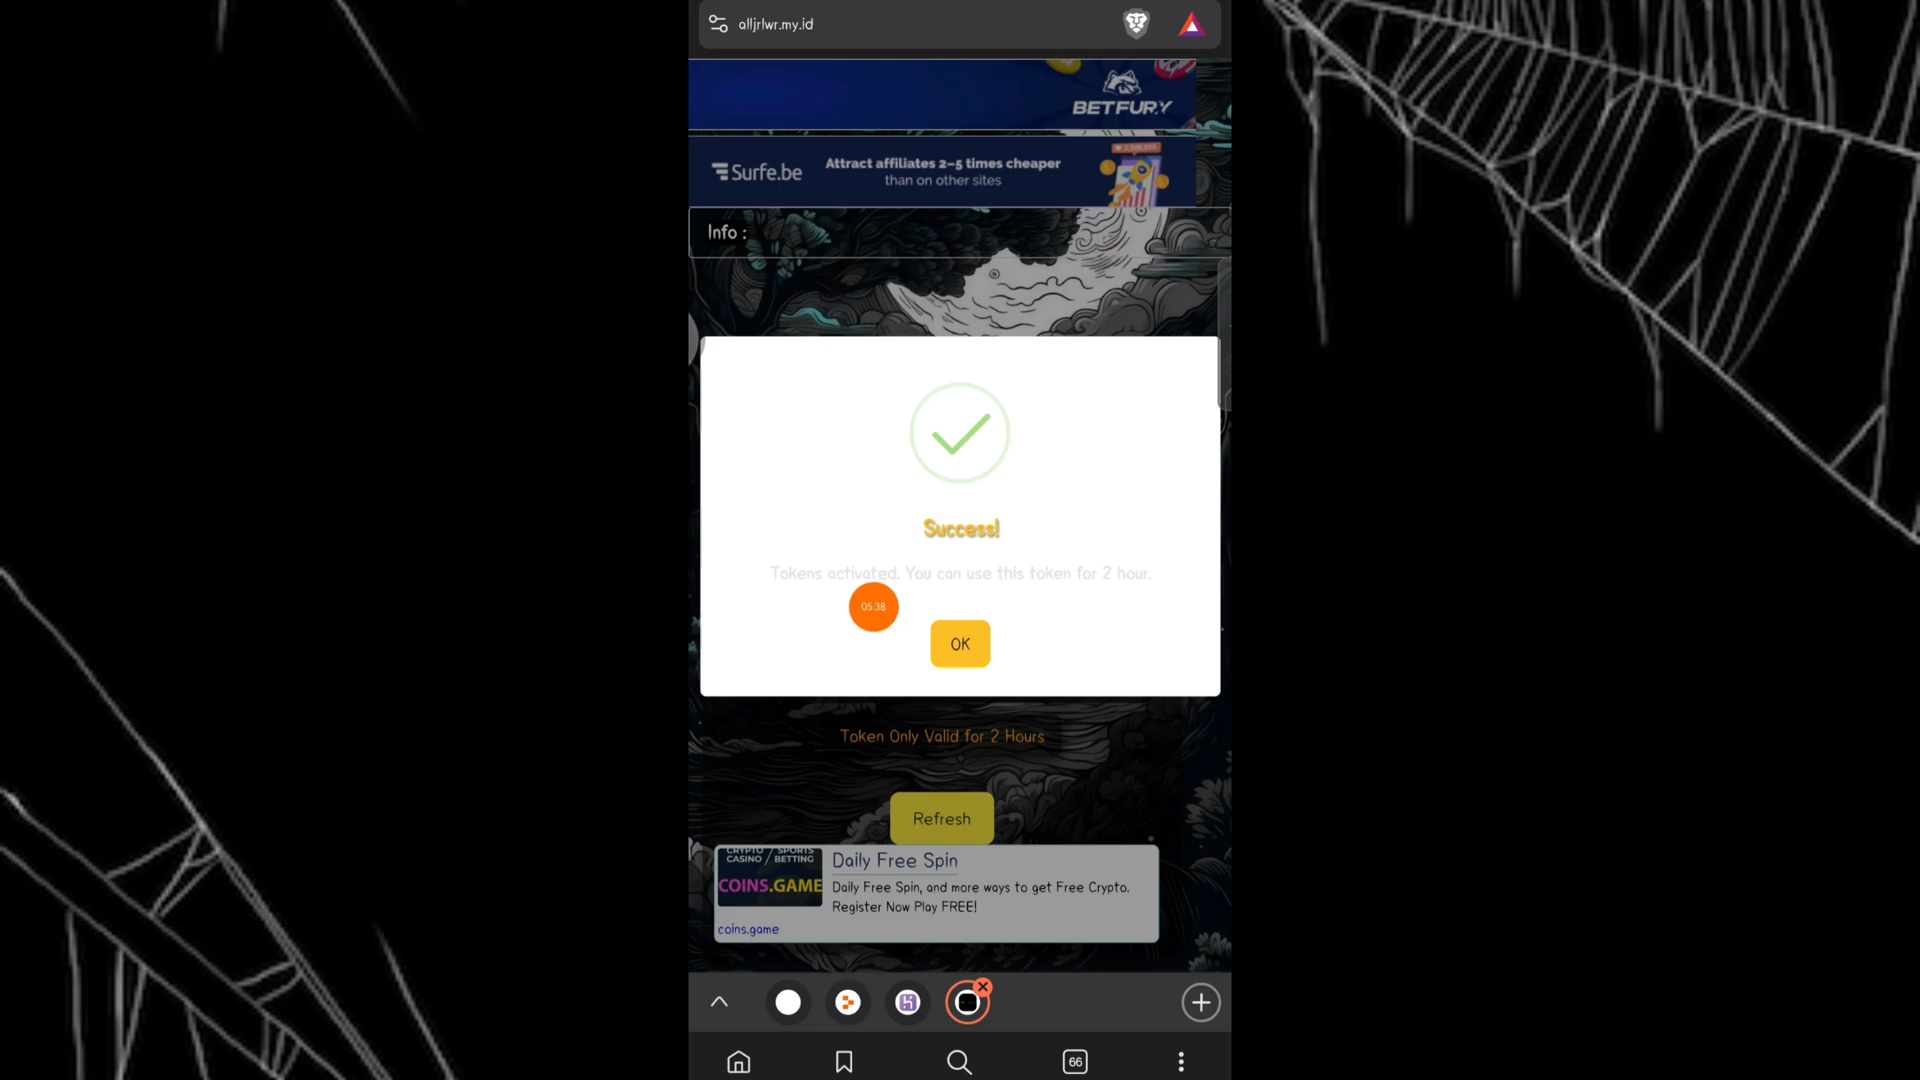 alljrlwr.my.id
BETFURY
Surfe.be
Attract affiliates 2–5 times cheaper
than on other sites
Info :
Success!
Tokens activated. You can use this token for 2 hour.
05:38
OK
Token Only Valid for 2 Hours
Refresh
CRYPTO / SPORTS
CASINO / BETTING
COINS.GAME
Daily Free Spin
Daily Free Spin, and more ways to get Free Crypto.
Register Now Play FREE!
coins.game
66